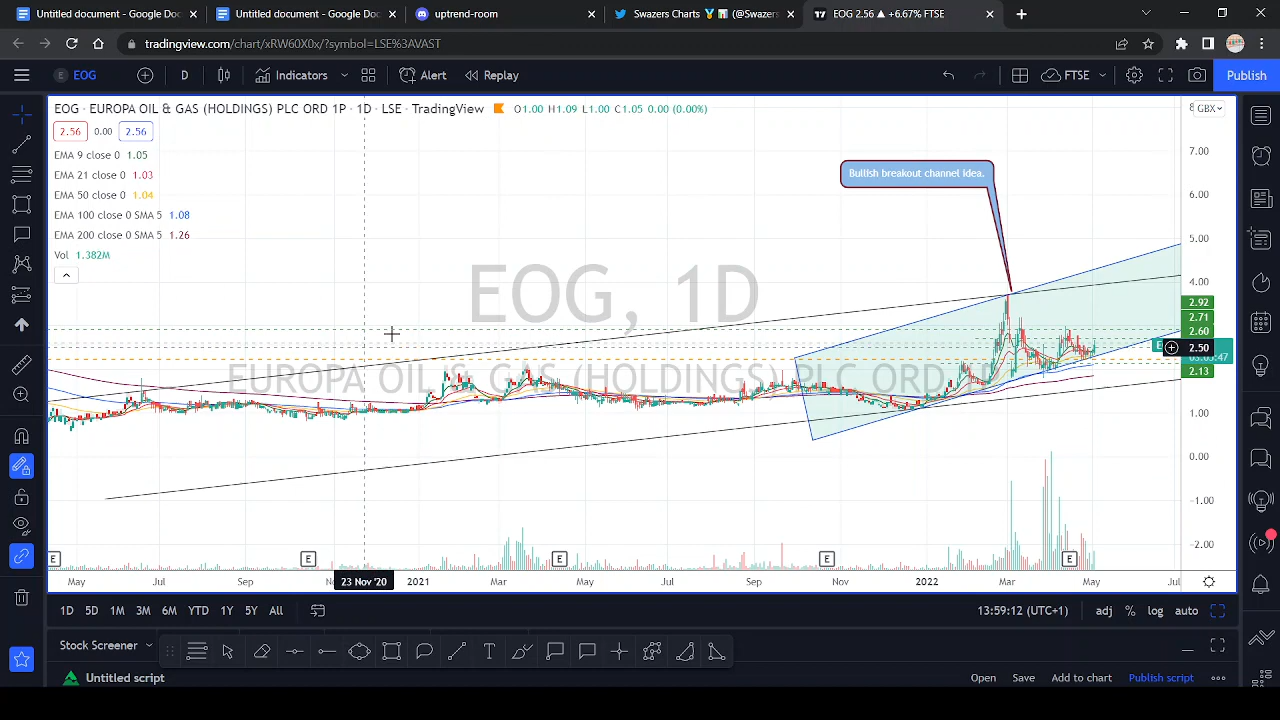 Untitled document - Google Doc
Untitled document - Google Doc
uptrend-room
Swazers Charts 🏅 📊 (@Swazers
EOG 2.56 ▲ +6.67% FTSE
tradingview.com/chart/xRW60X0x/?symbol=LSE%3AVAST
E EOG
D
Indicators
Alert
Replay
FTSE
Publish
EOG · EUROPA OIL & GAS (HOLDINGS) PLC ORD 1P · 1D · LSE · TradingView
O1.00 H1.09 L1.00 C1.05 0.00 (0.00%)
GBX
2.56 0.00 2.56
EMA 9 close 0 1.05
EMA 21 close 0 1.03
EMA 50 close 0 1.04
EMA 100 close 0 SMA 5 1.08
EMA 200 close 0 SMA 5 1.26
Vol 1.382M
Bullish breakout channel idea.
EOG, 1D
EUROPA OIL & GAS (HOLDINGS) PLC ORD
7.00
6.00
5.00
4.00
2.92
2.71
2.60
2.50
2.13
1.00
0.00
−1.00
−2.00
E E E E E
May Jul Sep 23 Nov '20 2021 Mar May Jul Sep Nov 2022 Mar May Jul
1D 5D 1M 3M 6M YTD 1Y 5Y All
13:59:12 (UTC+1) adj % log auto
Stock Screener
Untitled script
Open Save Add to chart Publish script